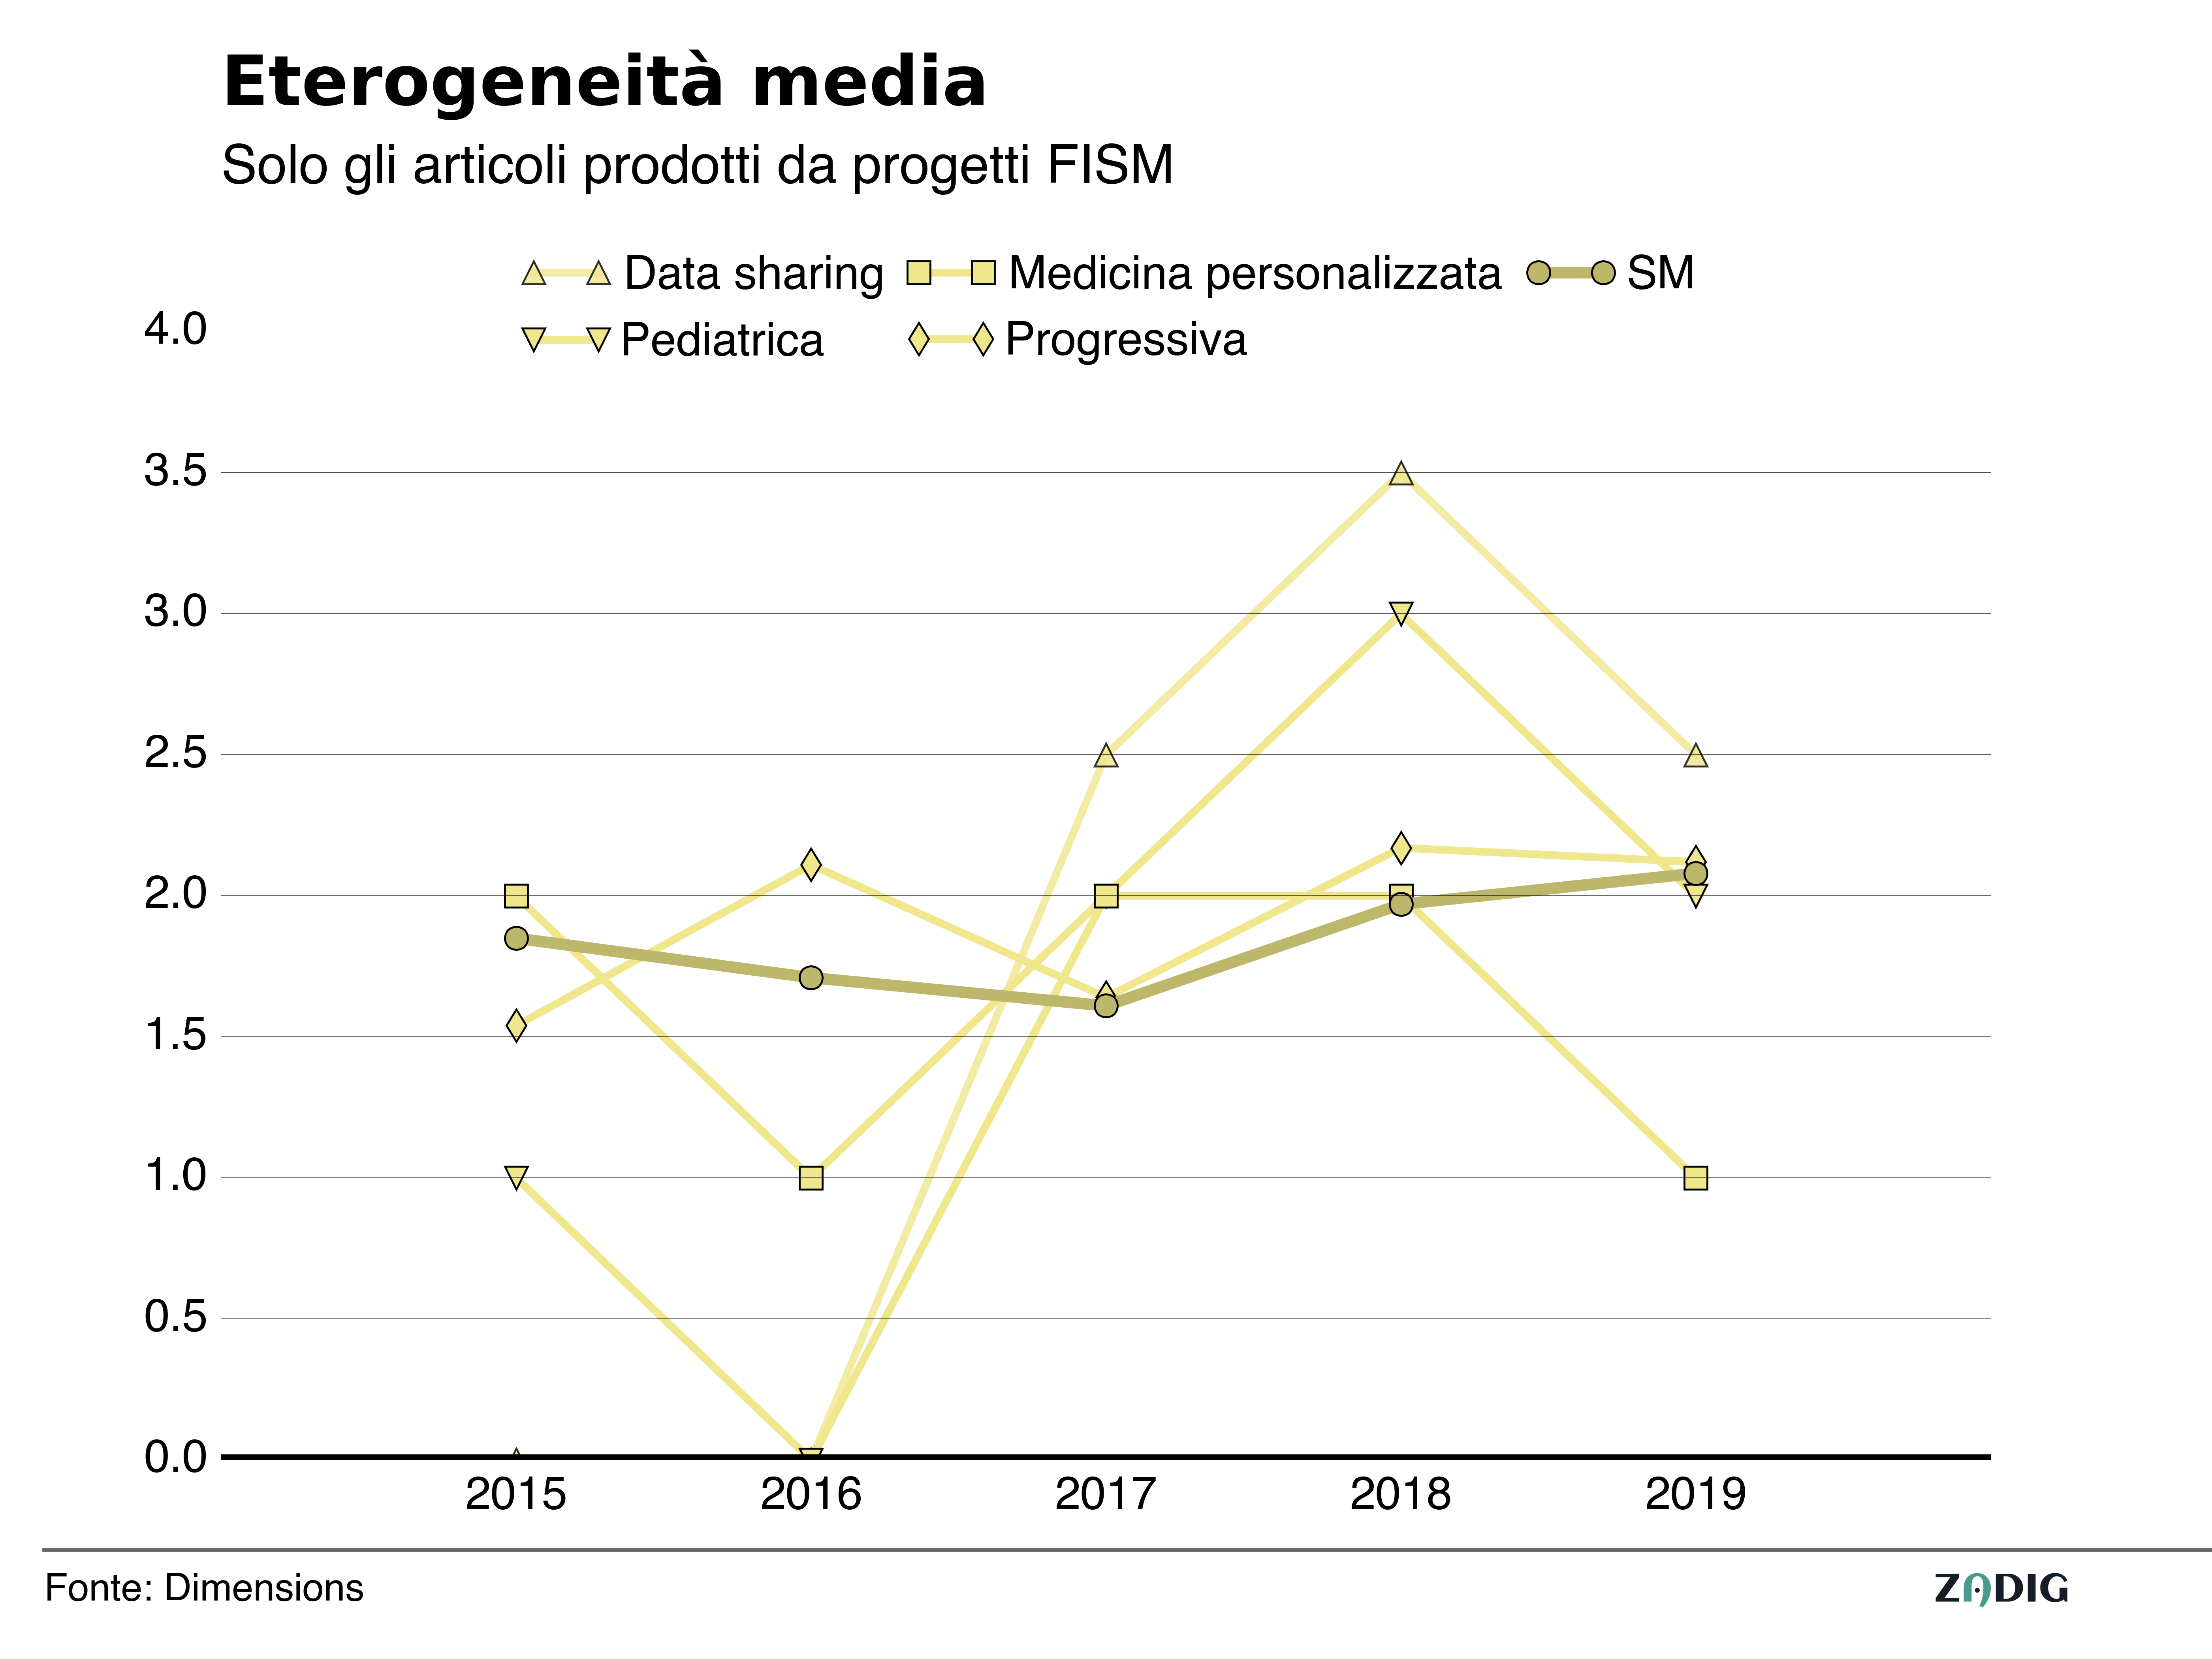 Eterogeneità media
Solo gli articoli prodotti da progetti FISM
Data sharing Medicina personalizzata SM
Pediatrica Progressiva
4.0
3.5
3.0
2.5
2.0
1.5
1.0
0.5
0.0
2015 2016 2017 2018 2019
Fonte: Dimensions
ZADIG